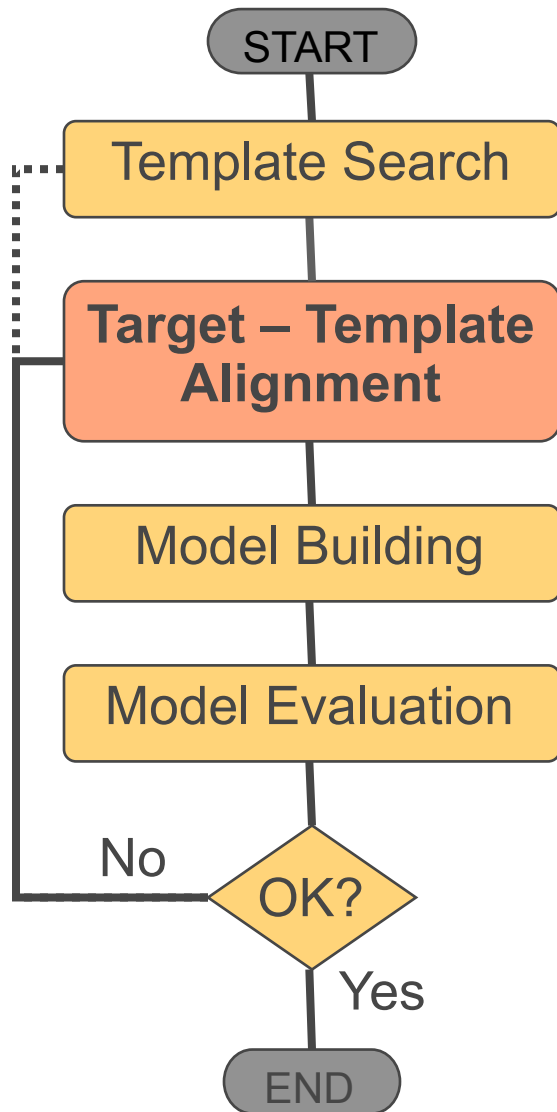 START
Template Search
Target – Template
Alignment
Model Building
Model Evaluation
No
OK?
Yes
END